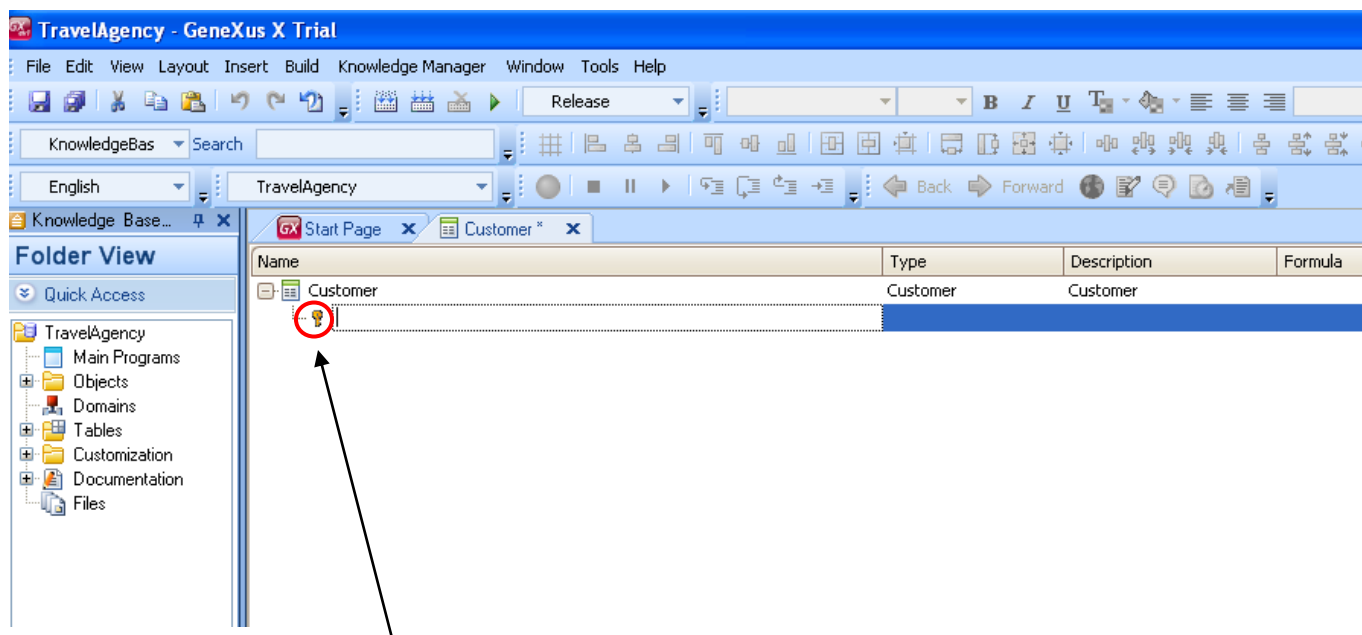 TravelAgency - GeneXus X Trial
File Edit View Layout Insert Build Knowledge Manager Window Tools Help
Release B I U T
KnowledgeBas Search
English TravelAgency Back Forward
Knowledge Base...
GX Start Page Customer *
Folder View
Name Type Description Formula
Quick Access
Customer Customer Customer
TravelAgency
Main Programs
Objects
Domains
Tables
Customization
Documentation
Files